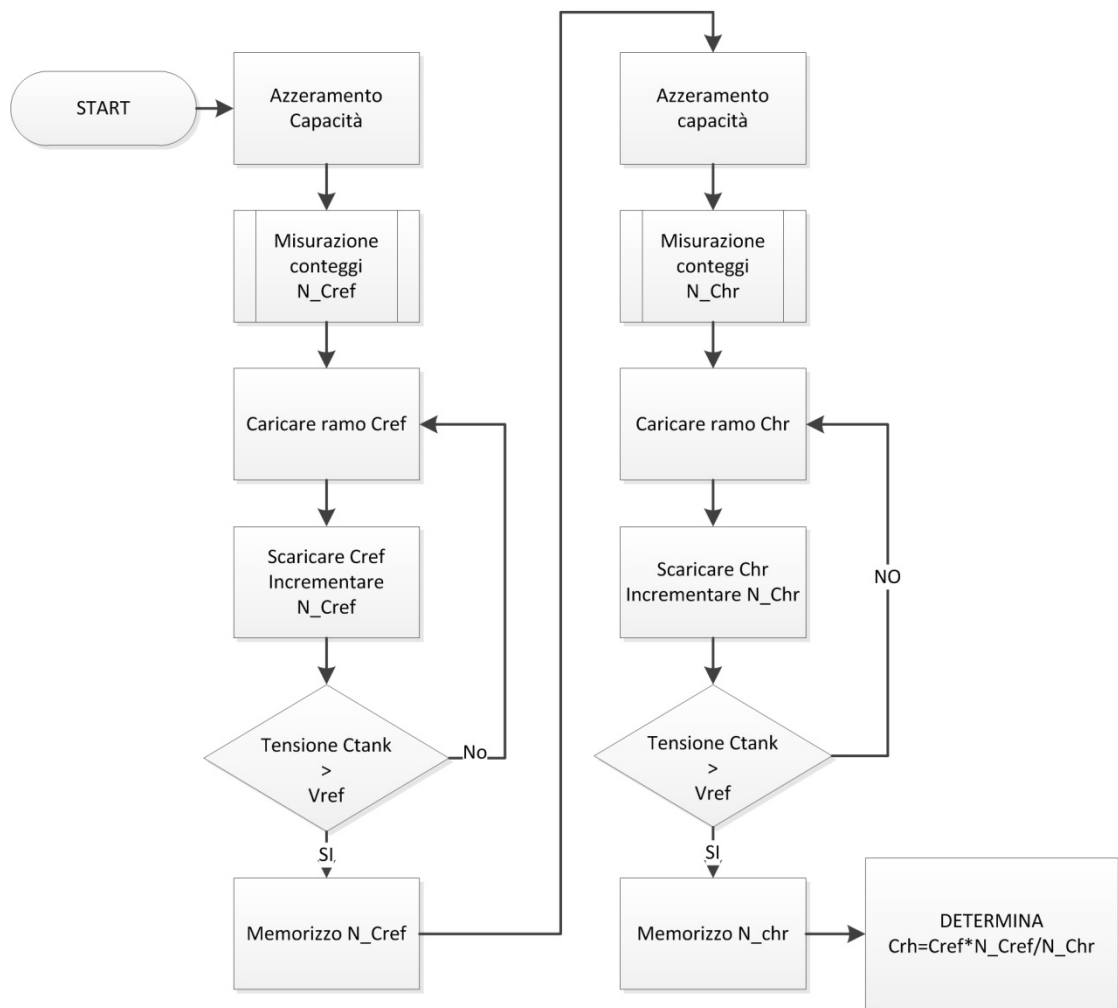 START
Azzeramento
Capacità
Misurazione
conteggi
N_Cref
Caricare ramo Cref
Scaricare Cref
Incrementare
N_Cref
Tensione Ctank
>
Vref
No
SI
Memorizzo N_Cref
Azzeramento
capacità
Misurazione
conteggi
N_Chr
Caricare ramo Chr
Scaricare Chr
Incrementare N_Chr
Tensione Ctank
>
Vref
NO
SI
Memorizzo N_chr
DETERMINA
Crh=Cref*N_Cref/N_Chr